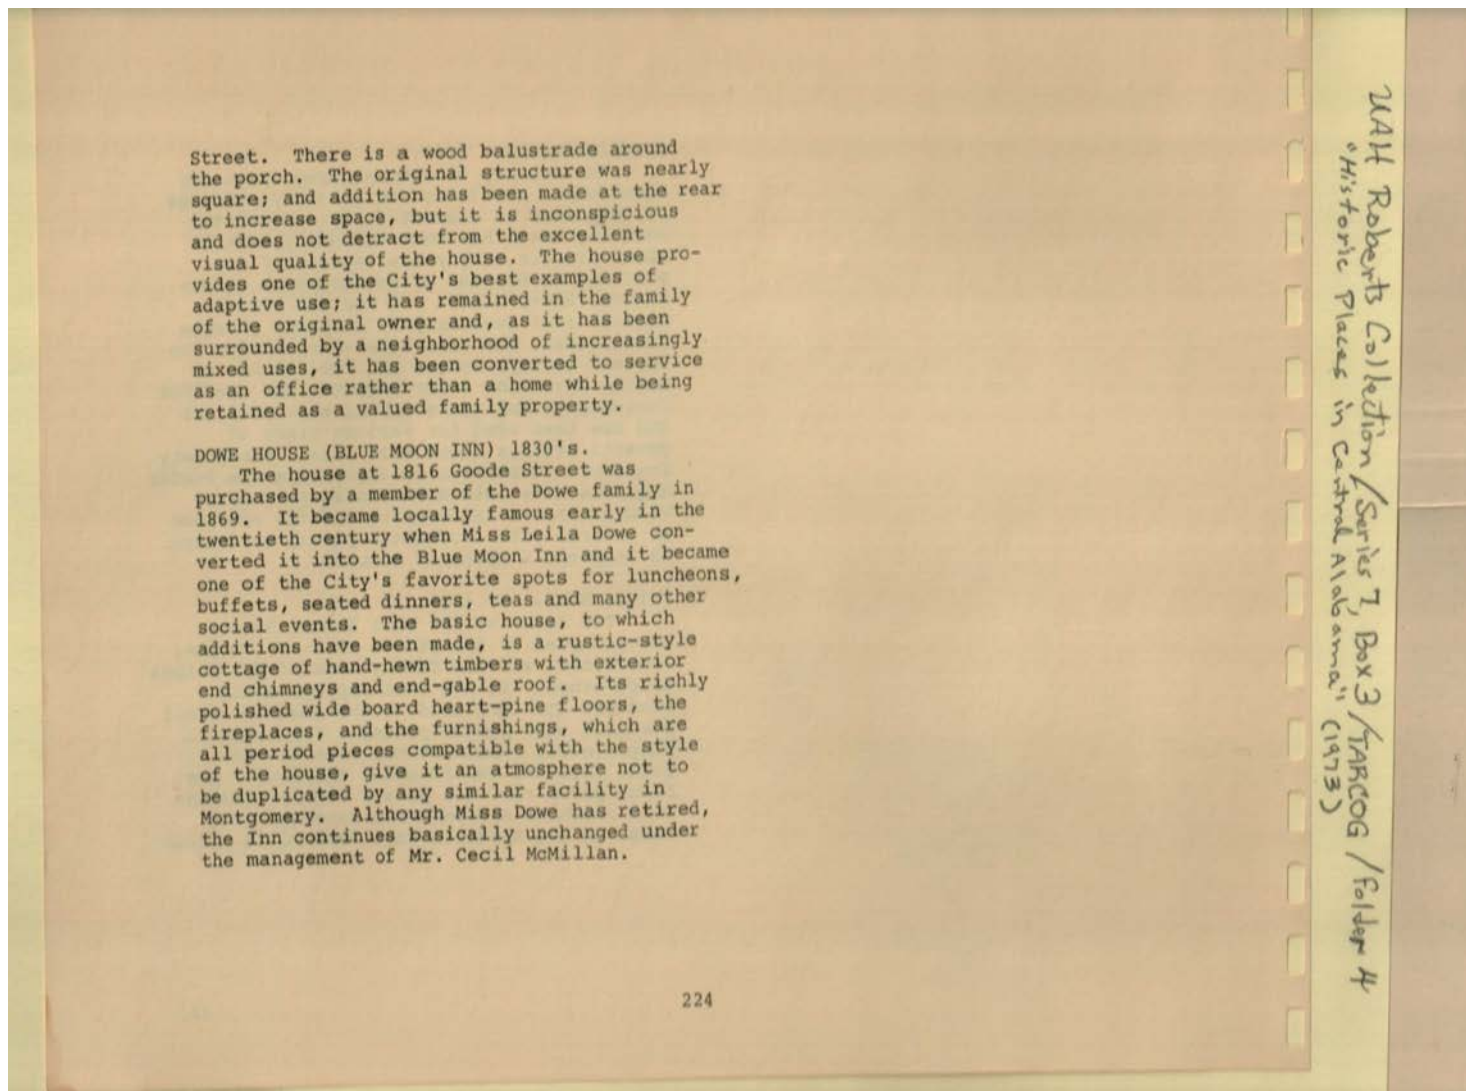 Street.  There is a wood balustrade around
the porch.  The original structure was nearly
square; and addition has been made at the rear
to increase space, but it is inconspicious
and does not detract from the excellent
visual quality of the house.  The house pro-
vides one of the City's best examples of
adaptive use; it has remained in the family
of the original owner and, as it has been
surrounded by a neighborhood of increasingly
mixed uses, it has been converted to service
as an office rather than a home while being
retained as a valued family property.

DOWE HOUSE (BLUE MOON INN) 1830's.
The house at 1816 Goode Street was
purchased by a member of the Dowe family in
1869.  It became locally famous early in the
twentieth century when Miss Leila Dowe con-
verted it into the Blue Moon Inn and it became
one of the City's favorite spots for luncheons,
buffets, seated dinners, teas and many other
social events.  The basic house, to which
additions have been made, is a rustic-style
cottage of hand-hewn timbers with exterior
end chimneys and end-gable roof.  Its richly
polished wide board heart-pine floors, the
fireplaces, and the furnishings, which are
all period pieces compatible with the style
of the house, give it an atmosphere not to
be duplicated by any similar facility in
Montgomery.  Although Miss Dowe has retired,
the Inn continues basically unchanged under
the management of Mr. Cecil McMillan.

224

UAH Roberts Collection/Series 7, Box 3/TARCOG/folder 4
"Historic Places in Central Alabama" (1973)